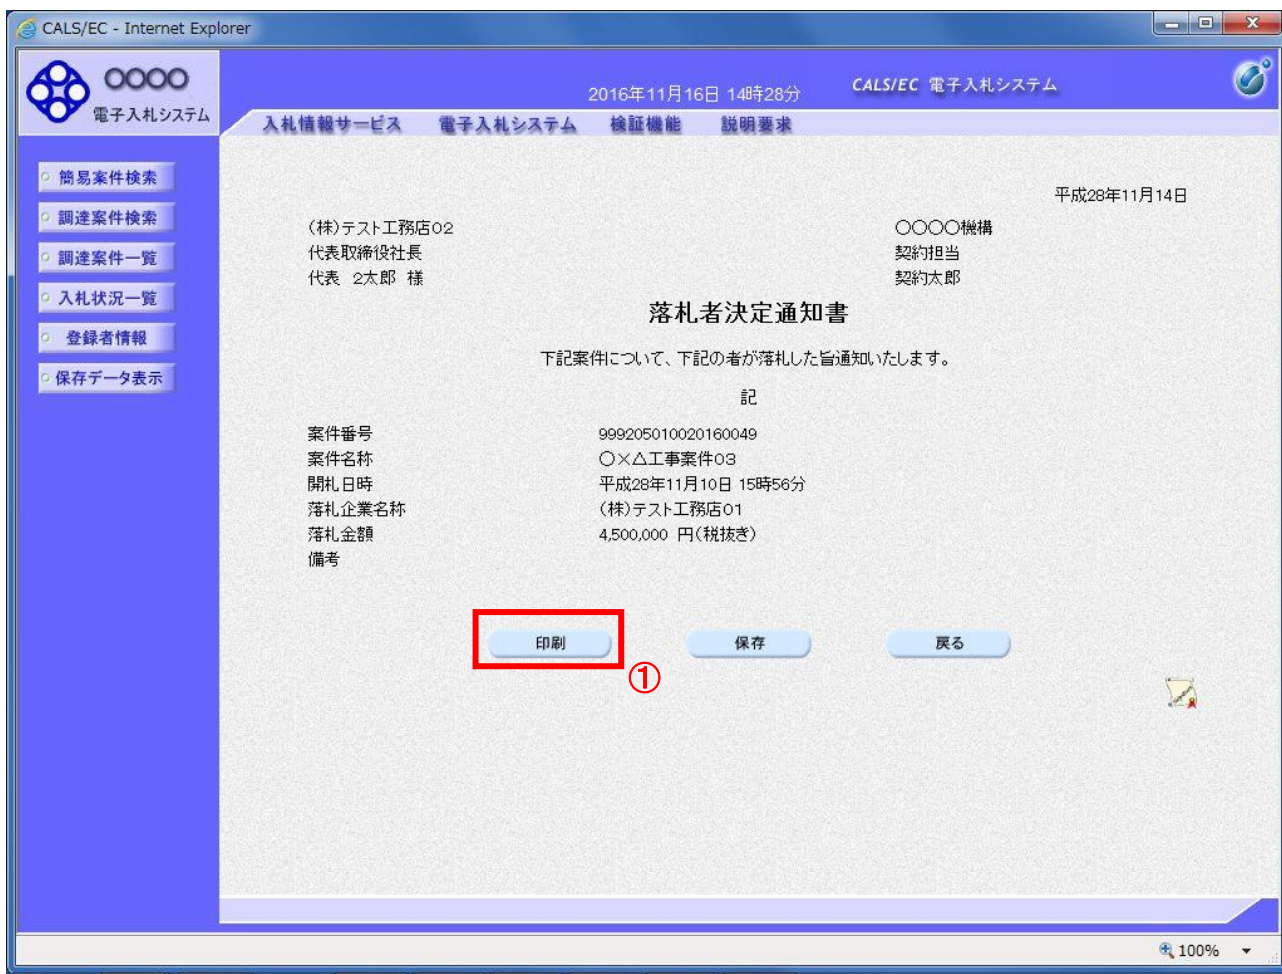 CALS/EC - Internet Explorer
〇〇〇〇
電子入札システム
2016年11月16日 14時28分
CALS/EC 電子入札システム
入札情報サービス 電子入札システム 検証機能 説明要求
簡易案件検索
調達案件検索
調達案件一覧
入札状況一覧
登録者情報
保存データ表示
平成28年11月14日
(株)テスト工務店02
代表取締役社長
代表 2太郎 様
〇〇〇〇機構
契約担当
契約太郎
落札者決定通知書
下記案件について、下記の者が落札した旨通知いたします。
記
案件番号 999205010020160049
案件名称 〇×△工事案件03
開札日時 平成28年11月10日 15時56分
落札企業名称 (株)テスト工務店01
落札金額 4,500,000 円(税抜き)
備考
印刷 保存 戻る
①
100%